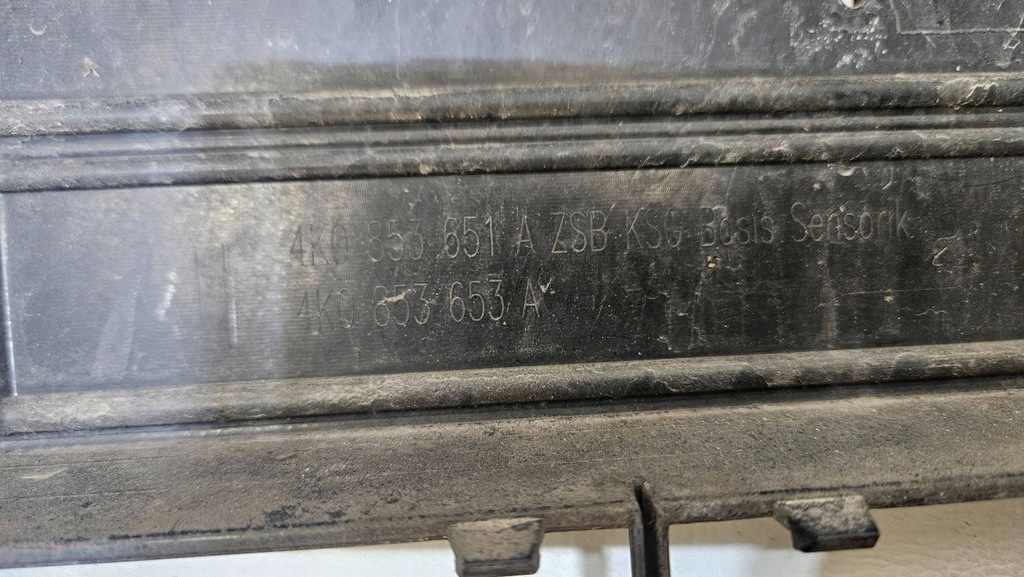 4K0 853 651 A ZSB KSG Basis Sensorik
4K0 853 653 A